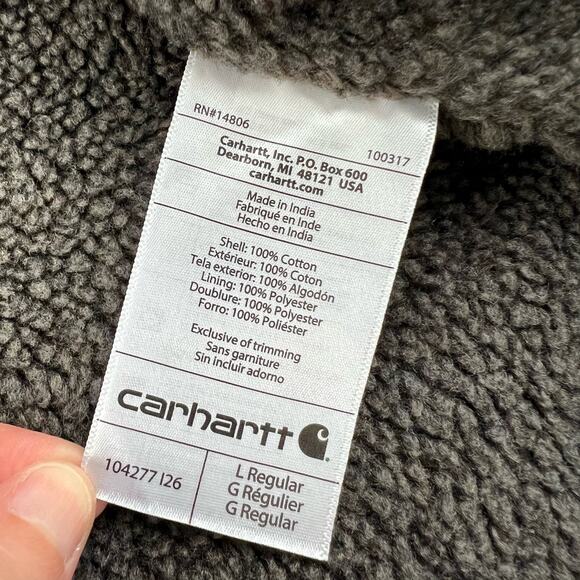 RN#14806 100317
Carhartt, Inc. P.O. Box 600
Dearborn, MI 48121 USA
carhartt.com
Made in India
Fabriqué en Inde
Hecho en India
Shell: 100% Cotton
Extérieur: 100% Coton
Tela exterior: 100% Algodón
Lining: 100% Polyester
Doublure: 100% Polyester
Forro: 100% Poliéster
Exclusive of trimming
Sans garniture
Sin incluir adorno
carhartt
104277 I26
L Regular
G Régulier
G Regular